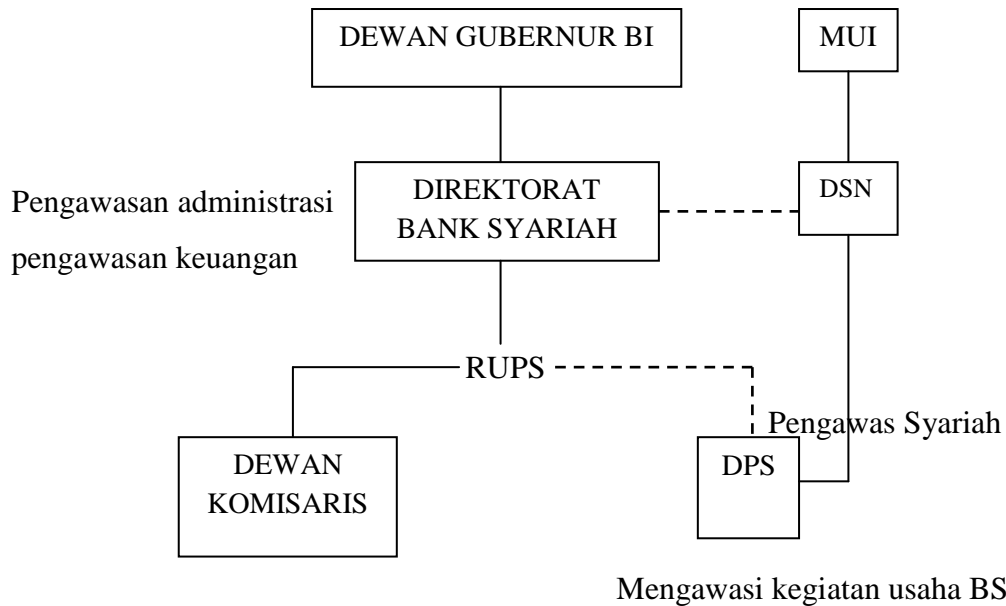 DEWAN GUBERNUR BI
MUI
Pengawasan administrasi
pengawasan keuangan
DIREKTORAT
BANK SYARIAH
DSN
RUPS
Pengawas Syariah
DEWAN
KOMISARIS
DPS
Mengawasi kegiatan usaha BS